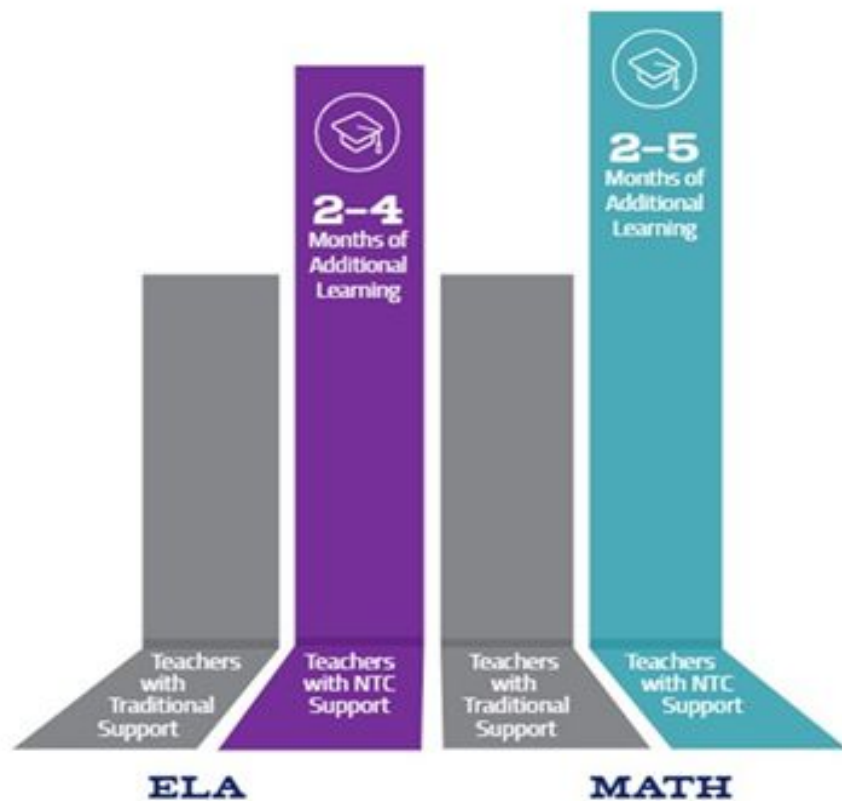 2-4
Months of
Additional
Learning
2-5
Months of
Additional
Learning
Teachers
with
Traditional
Support
Teachers
with NTC
Support
Teachers
with
Traditional
Support
Teachers
with NTC
Support
ELA
MATH